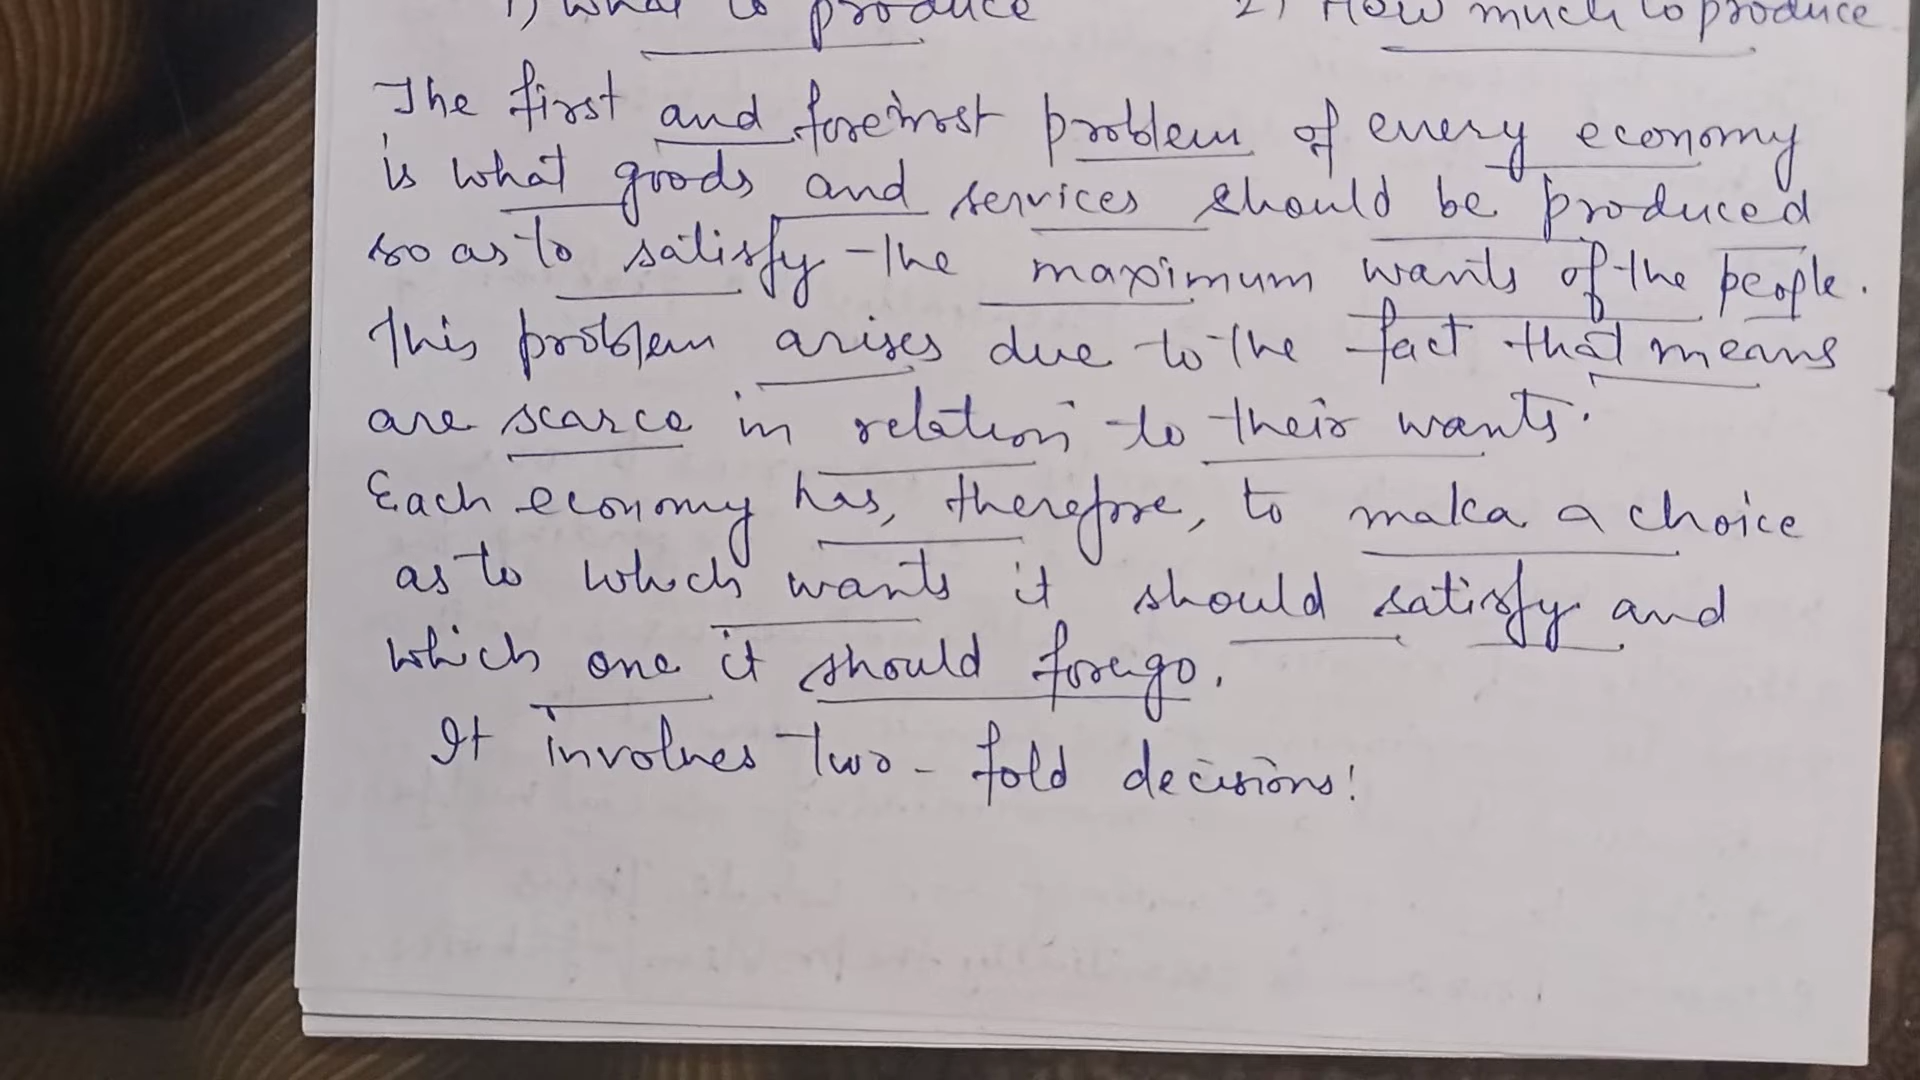 1) What to produce 2) How much to produce
The first and foremost problem of every economy
is what goods and services should be produced
so as to satisfy the maximum wants of the people.
This problem arises due to the fact that means
are scarce in relation to their wants.
Each economy has, therefore, to make a choice
as to which wants it should satisfy and
which one it should forego.
It involves two-fold decisions: